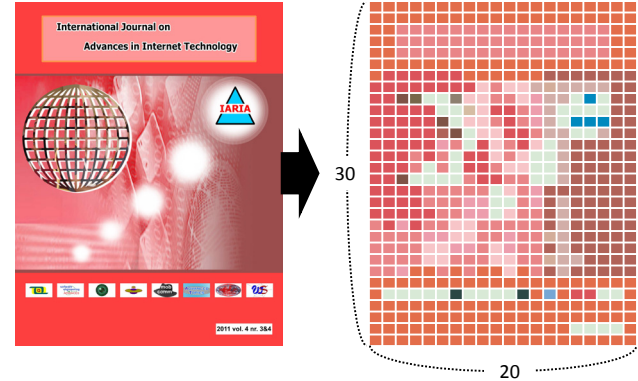 International Journal on
Advances in Internet Technology
IARIA
2011 vol. 4 nr. 3&4
30
20